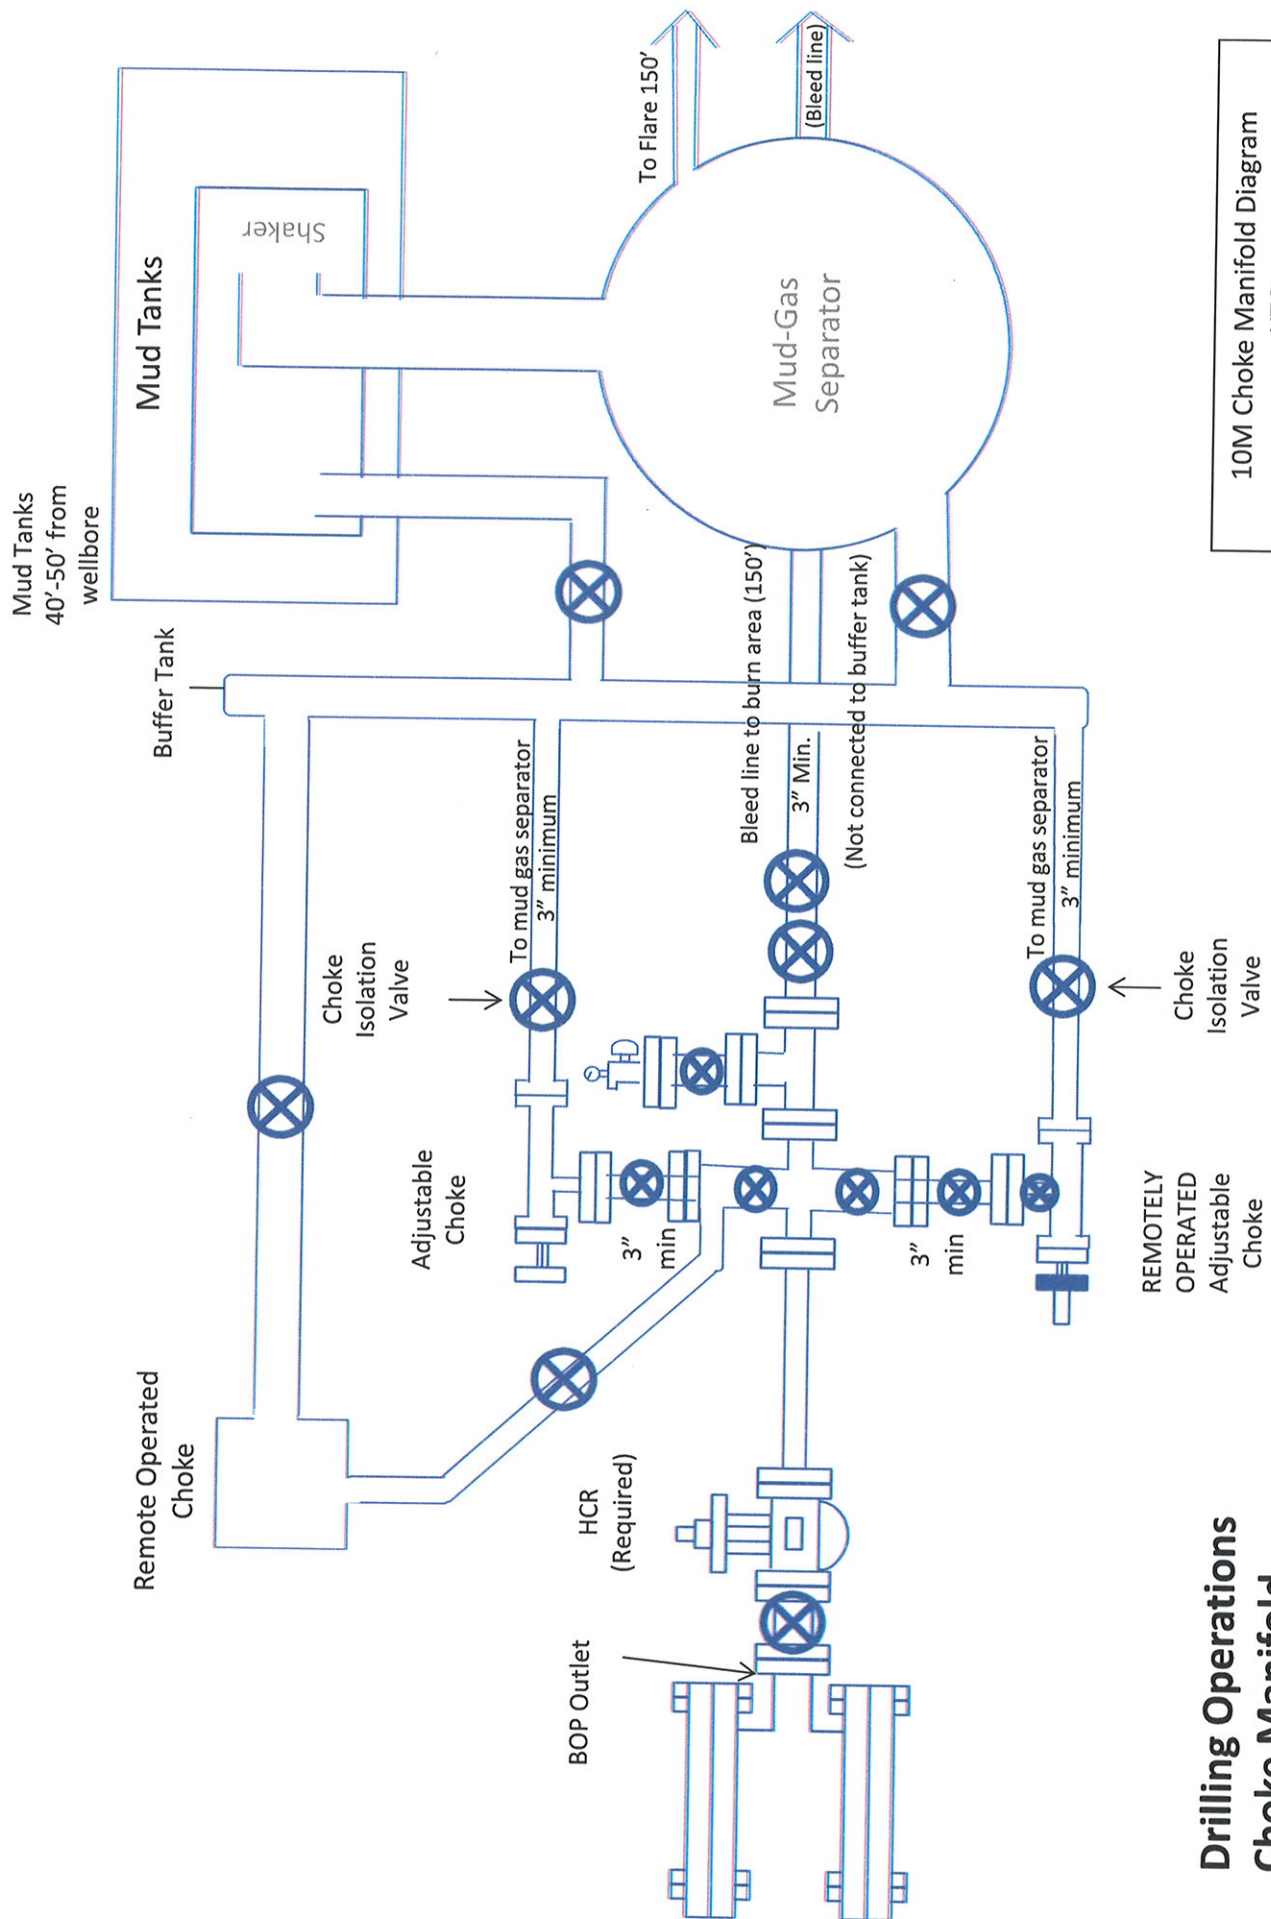 Mud Tanks
40'-50' from
wellbore
Mud Tanks
Shaker
Buffer Tank
Remote Operated
Choke
Choke
Isolation
Valve
Adjustable
Choke
To mud gas separator
3" minimum
To Flare 150'
(Bleed line)
Mud-Gas
Separator
HCR
(Required)
BOP Outlet
3"
min
Bleed line to burn area (150')
3" Min.
(Not connected to buffer tank)
3"
min
To mud gas separator
3" minimum
REMOTELY
OPERATED
Adjustable
Choke
Choke
Isolation
Valve
Drilling Operations
Choke Manifold
10M Choke Manifold Diagram